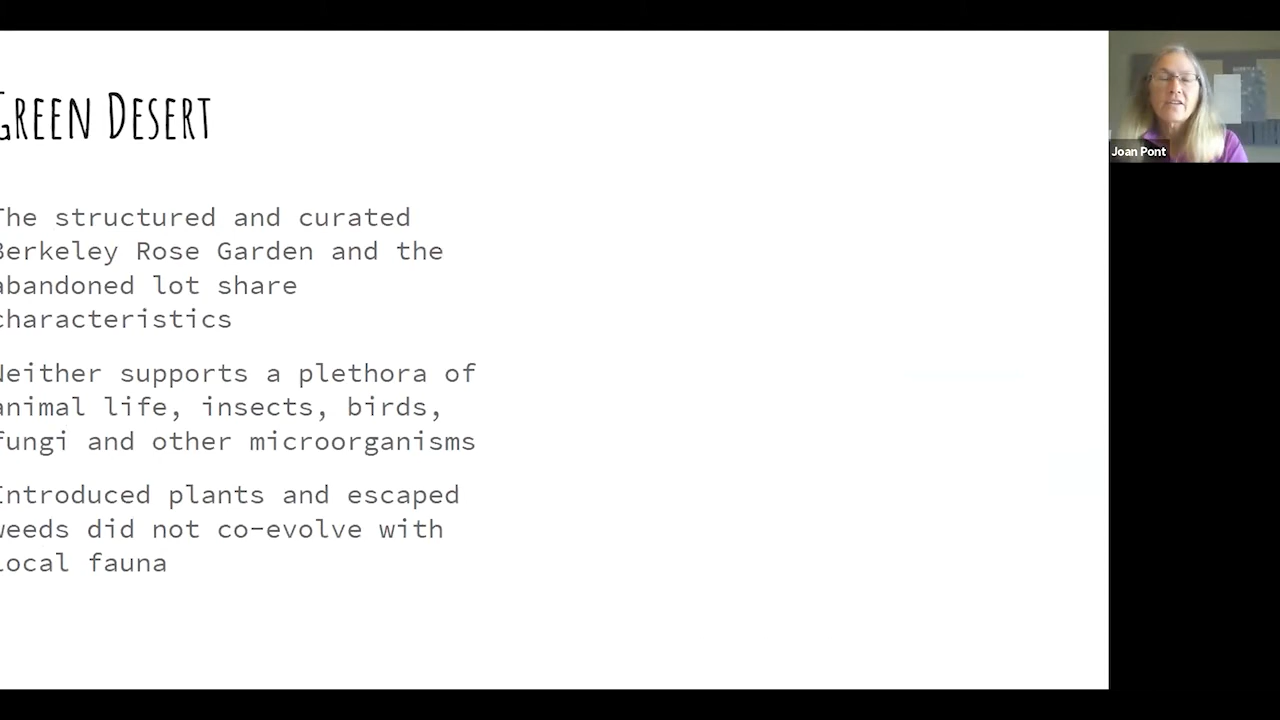 GREEN DESERT
The structured and curated
Berkeley Rose Garden and the
abandoned lot share
characteristics
Neither supports a plethora of
animal life, insects, birds,
fungi and other microorganisms
Introduced plants and escaped
weeds did not co-evolve with
local fauna
Joan Pont